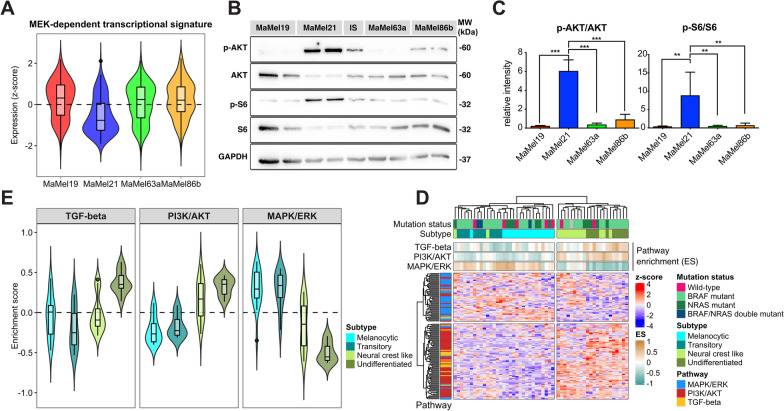 A
MEK-dependent transcriptional signature
Expression (z-score)
2
0
-2
MaMel19 MaMel21 MaMel63a MaMel86b
B
MaMel19 MaMel21 IS MaMel63a MaMel86b
MW
(kDa)
p-AKT
-60
AKT
-60
p-S6
-32
S6
-32
GAPDH
-37
C
p-AKT/AKT
relative intensity
10
8
6
4
2
0
***
***
***
MaMel19
MaMel21
MaMel63a
MaMel86b
p-S6/S6
20
15
10
5
0
**
**
**
MaMel19
MaMel21
MaMel63a
MaMel86b
E
TGF-beta PI3K/AKT MAPK/ERK
Enrichment score
1.0
0.5
0.0
-0.5
-1.0
Subtype
Melanocytic
Transitory
Neural crest like
Undifferentiated
D
Mutation status
Subtype
TGF-beta
PI3K/AKT
MAPK/ERK
Pathway
enrichment (ES)
Pathway
z-score
4
2
0
-2
-4
ES
1
0.5
0
-0.5
-1
Mutation status
Wild-type
BRAF mutant
NRAS mutant
BRAF/NRAS double mutant
Subtype
Melanocytic
Transitory
Neural crest like
Undifferentiated
Pathway
MAPK/ERK
PI3K/AKT
TGF-beta